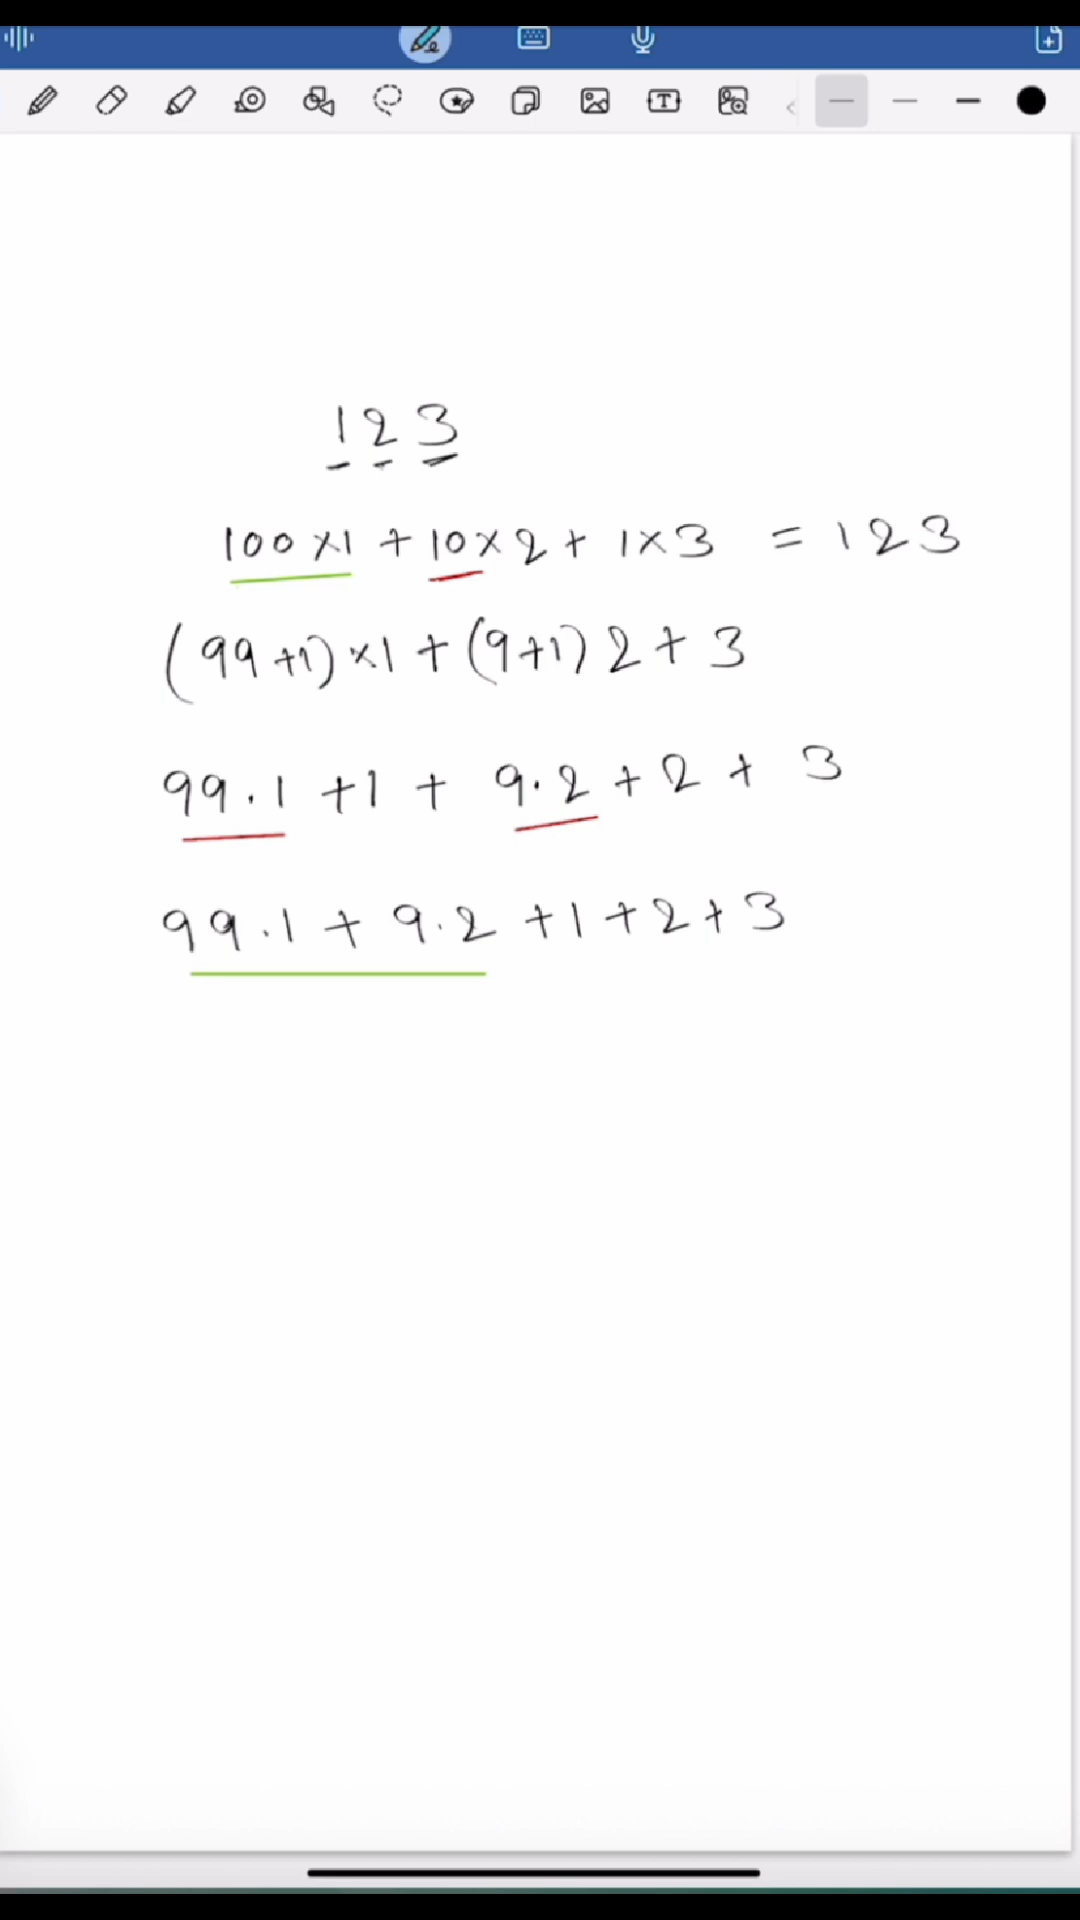 123
100×1 + 10×2 + 1×3 = 123
(99+1)×1 + (9+1)2 + 3
99.1 +1 + 9.2 +2 + 3
99.1 + 9.2 +1+2+3